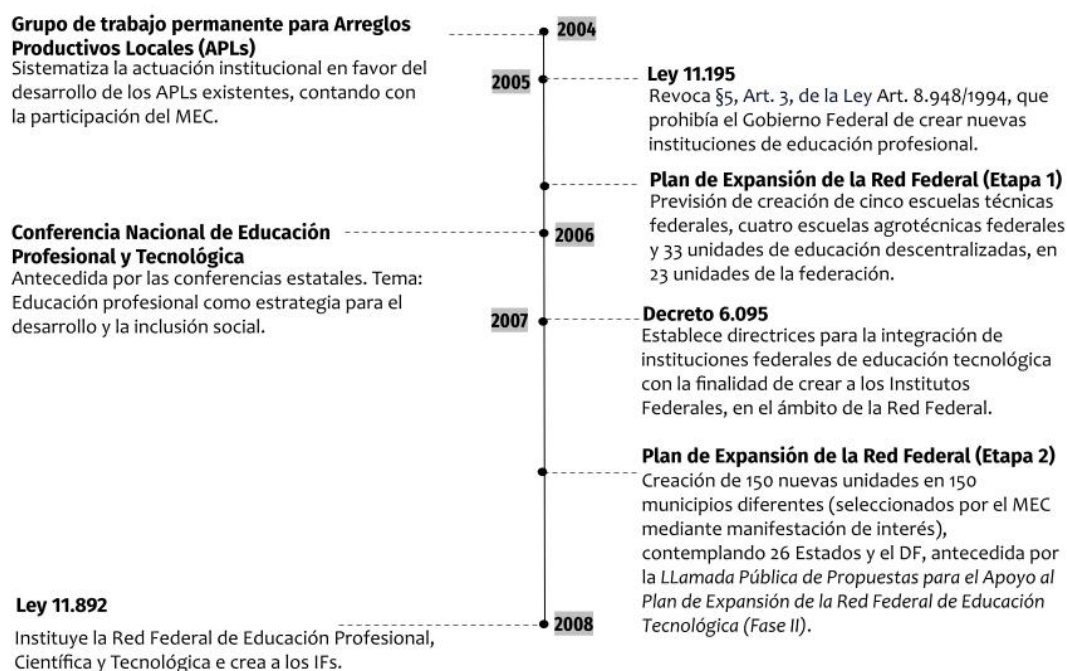 Grupo de trabajo permanente para Arreglos
Productivos Locales (APLs)
Sistematiza la actuación institucional en favor del
desarrollo de los APLs existentes, contando con
la participación del MEC.
2004
2005
Ley 11.195
Revoca §5, Art. 3, de la Ley Art. 8.948/1994, que
prohibía el Gobierno Federal de crear nuevas
instituciones de educación profesional.
Plan de Expansión de la Red Federal (Etapa 1)
Previsión de creación de cinco escuelas técnicas
federales, cuatro escuelas agrotécnicas federales
y 33 unidades de educación descentralizadas, en
23 unidades de la federación.
Conferencia Nacional de Educación
Profesional y Tecnológica
Antecedida por las conferencias estatales. Tema:
Educación profesional como estrategia para el
desarrollo y la inclusión social.
2006
2007
Decreto 6.095
Establece directrices para la integración de
instituciones federales de educación tecnológica
con la finalidad de crear a los Institutos
Federales, en el ámbito de la Red Federal.
Plan de Expansión de la Red Federal (Etapa 2)
Creación de 150 nuevas unidades en 150
municipios diferentes (seleccionados por el MEC
mediante manifestación de interés),
contemplando 26 Estados y el DF, antecedida por
la LLamada Pública de Propuestas para el Apoyo al
Plan de Expansión de la Red Federal de Educación
Tecnológica (Fase II).
Ley 11.892
Instituye la Red Federal de Educación Profesional,
Científica y Tecnológica e crea a los IFs.
2008